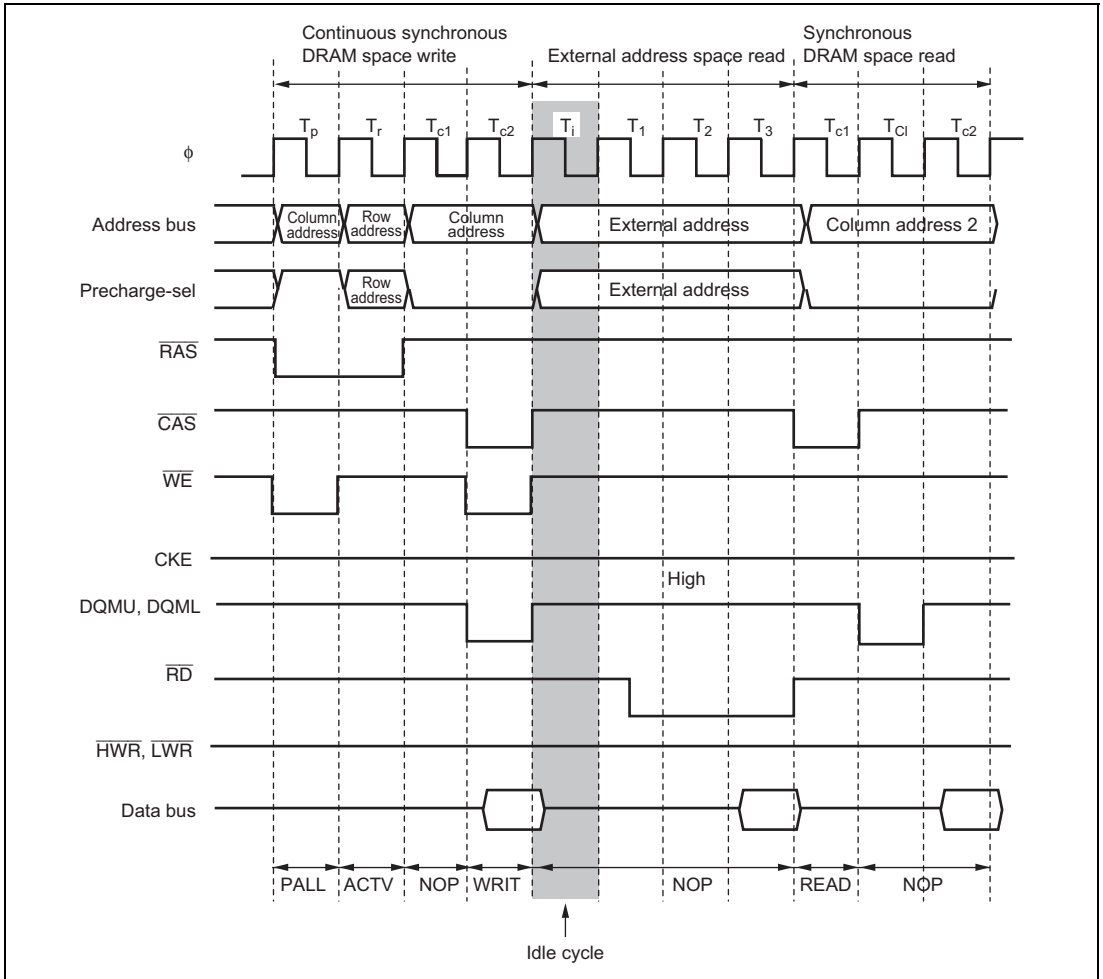 Continuous synchronous
DRAM space write
External address space read
Synchronous
DRAM space read
Tp Tr Tc1 Tc2 Ti T1 T2 T3 Tc1 TCl Tc2
ϕ
Address bus
Column
address
Row
address
Column
address
External address
Column address 2
Precharge-sel
Row
address
External address
RAS
CAS
WE
CKE
High
DQMU, DQML
RD
HWR, LWR
Data bus
PALL ACTV NOP WRIT NOP READ NOP
Idle cycle